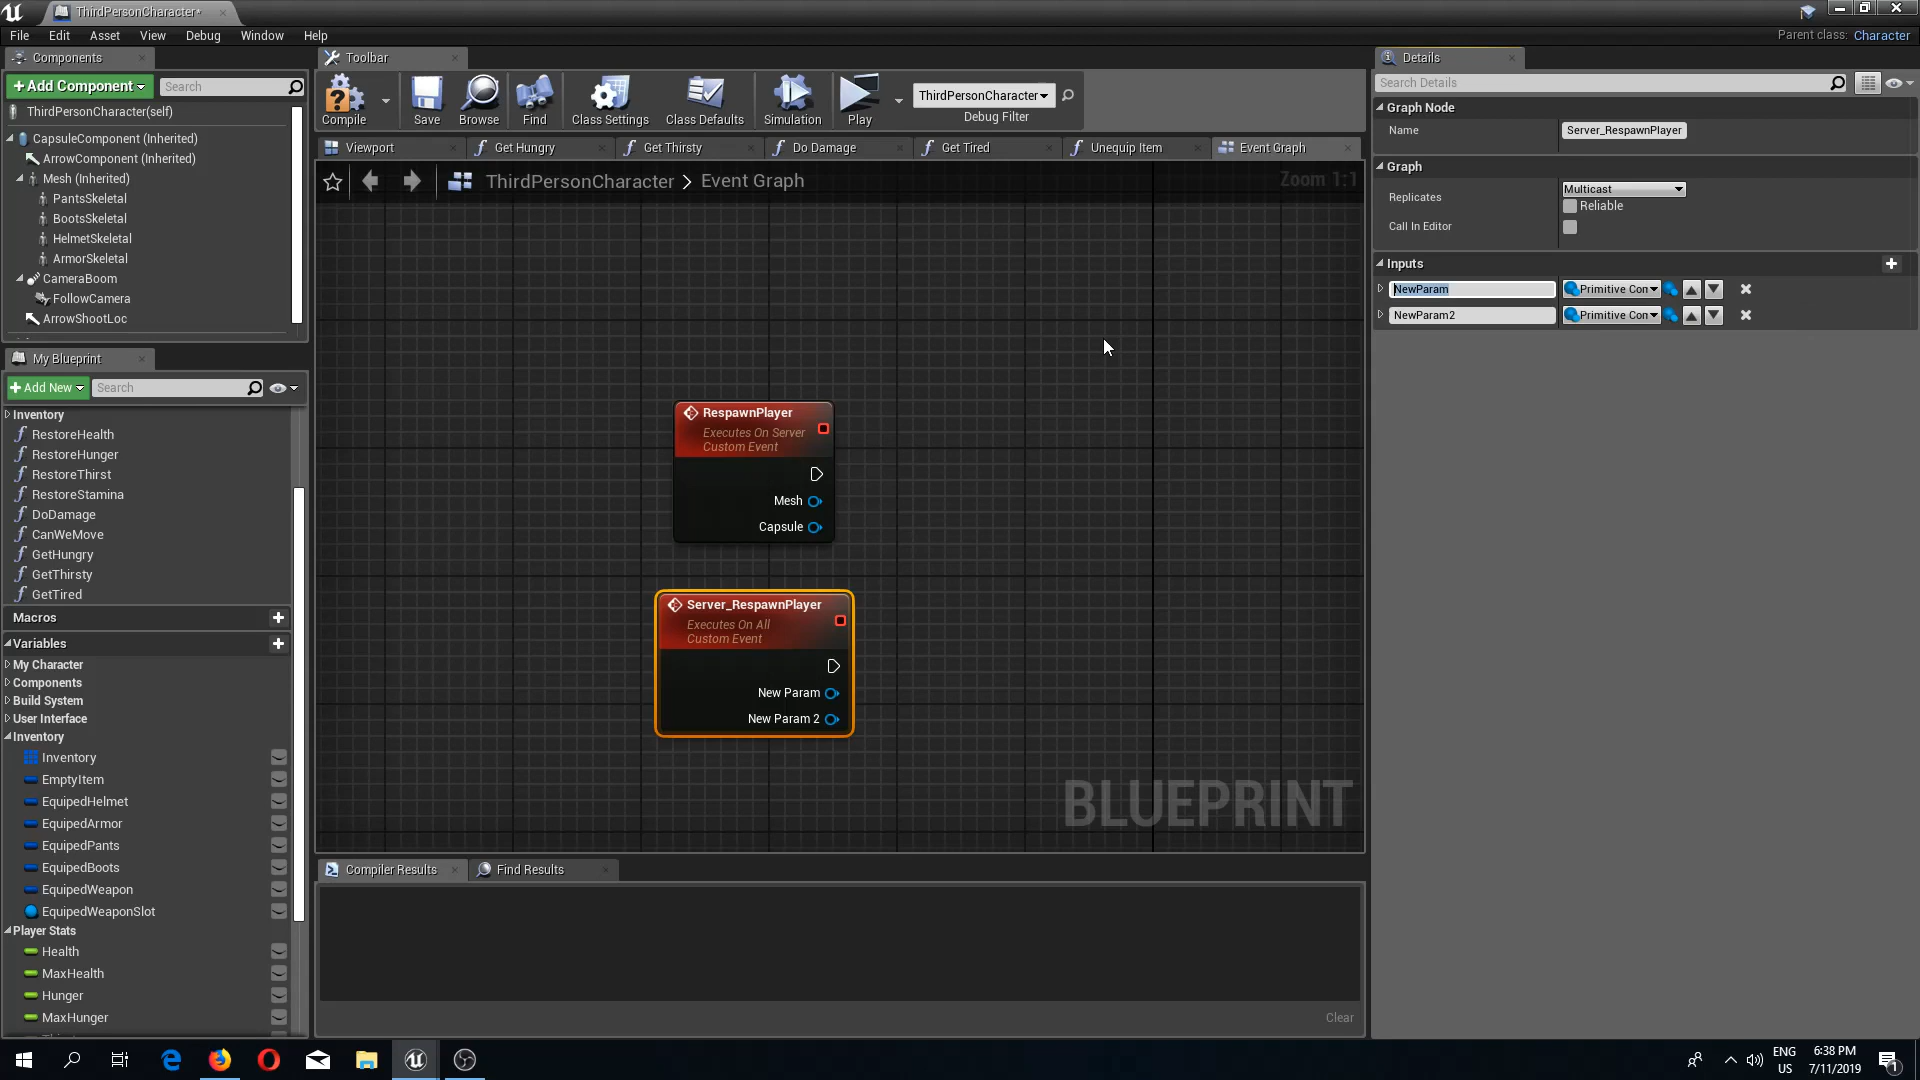 ThirdPersonCharacter*
File Edit Asset View Debug Window Help
Parent class: Character
Components
+ Add Component
Search
ThirdPersonCharacter(self)
CapsuleComponent (Inherited)
ArrowComponent (Inherited)
Mesh (Inherited)
PantsSkeletal
BootsSkeletal
HelmetSkeletal
ArmorSkeletal
CameraBoom
FollowCamera
ArrowShootLoc
My Blueprint
+ Add New
Search
Inventory
RestoreHealth
RestoreHunger
RestoreThirst
RestoreStamina
DoDamage
CanWeMove
GetHungry
GetThirsty
GetTired
Macros
Variables
My Character
Components
Build System
User Interface
Inventory
Inventory
EmptyItem
EquipedHelmet
EquipedArmor
EquipedPants
EquipedBoots
EquipedWeapon
EquipedWeaponSlot
Player Stats
Health
MaxHealth
Hunger
MaxHunger
Toolbar
Compile
Save
Browse
Find
Class Settings
Class Defaults
Simulation
Play
ThirdPersonCharacter
Debug Filter
Viewport
Get Hungry
Get Thirsty
Do Damage
Get Tired
Unequip Item
Event Graph
ThirdPersonCharacter > Event Graph
Zoom 1:1
RespawnPlayer
Executes On Server
Custom Event
Mesh
Capsule
Server_RespawnPlayer
Executes On All
Custom Event
New Param
New Param 2
BLUEPRINT
Compiler Results
Find Results
Clear
Details
Search Details
Graph Node
Name Server_RespawnPlayer
Graph
Replicates Multicast
Reliable
Call In Editor
Inputs
NewParam Primitive Con
NewParam2 Primitive Con
ENG
US
6:38 PM
7/11/2019
1